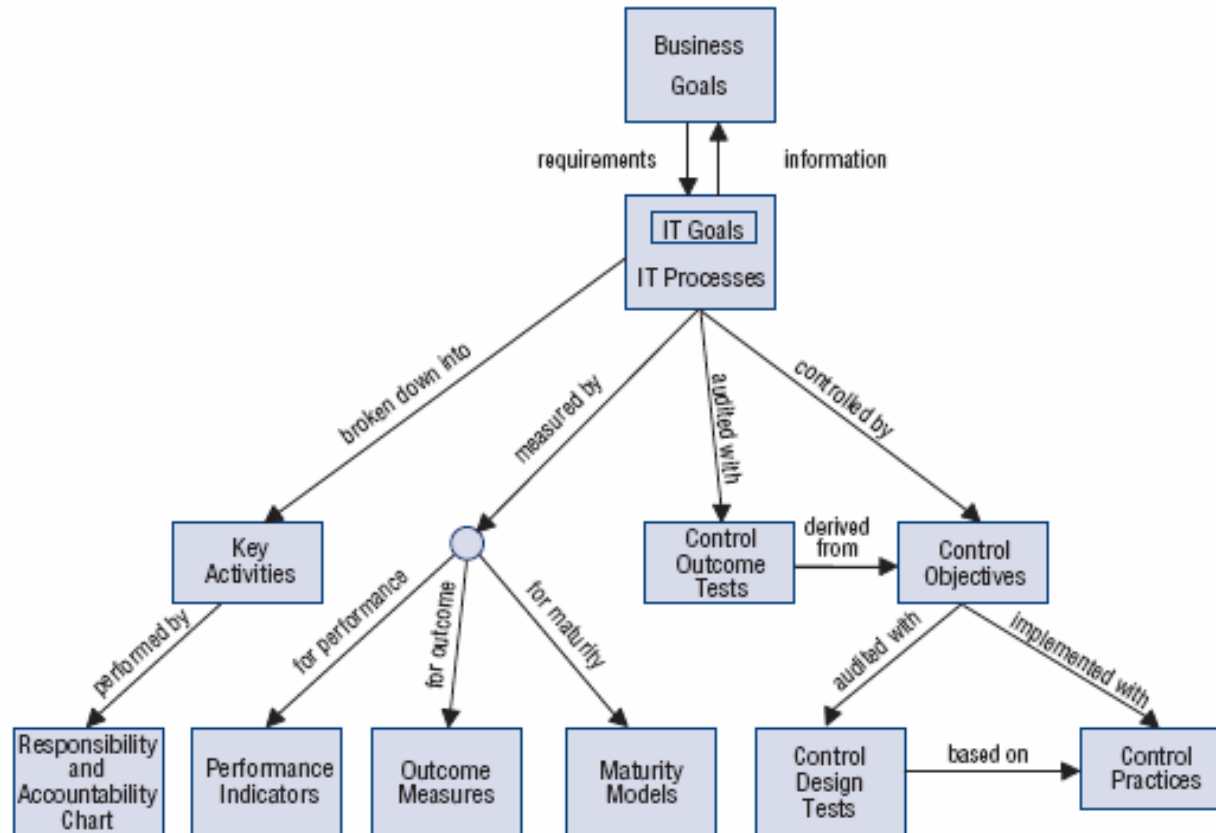 Business
Goals
requirements
information
IT Goals
IT Processes
broken down into
measured by
audited with
controlled by
Key
Activities
Control
Outcome
Tests
derived
from
Control
Objectives
performed by
for performance
for outcome
for maturity
audited with
implemented with
Responsibility
and
Accountability
Chart
Performance
Indicators
Outcome
Measures
Maturity
Models
Control
Design
Tests
based on
Control
Practices